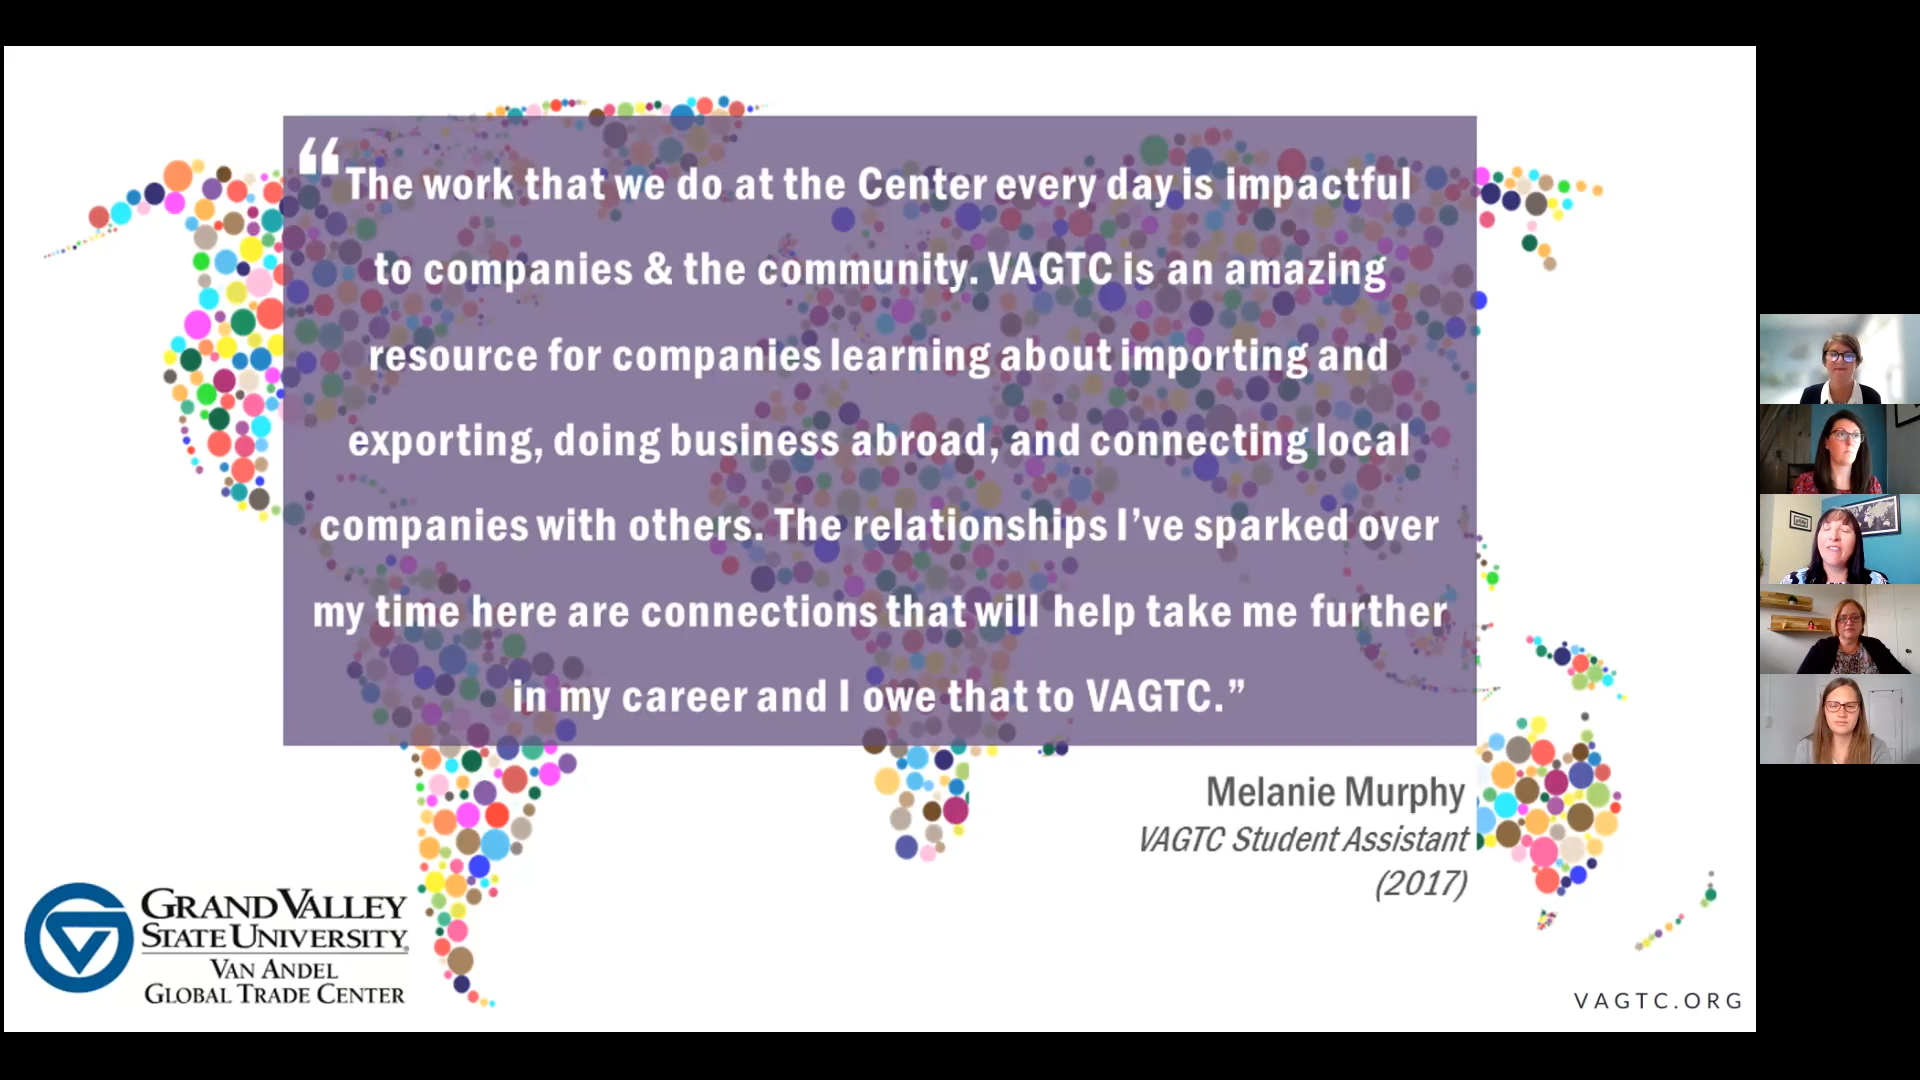 “The work that we do at the Center every day is impactful
to companies & the community. VAGTC is an amazing
resource for companies learning about importing and
exporting, doing business abroad, and connecting local
companies with others. The relationships I’ve sparked over
my time here are connections that will help take me further
in my career and I owe that to VAGTC.”
Melanie Murphy
VAGTC Student Assistant
(2017)
GRAND VALLEY
STATE UNIVERSITY
VAN ANDEL
GLOBAL TRADE CENTER
VAGTC.ORG